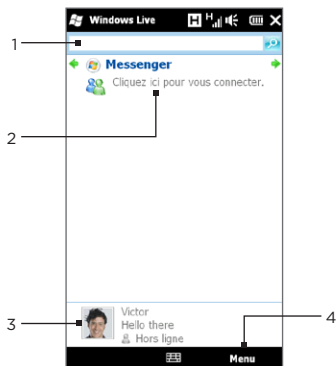 Windows Live
H H
1
Messenger
Cliquez ici pour vous connecter.
2
Victor
Hello there
Hors ligne
3
4
Menu